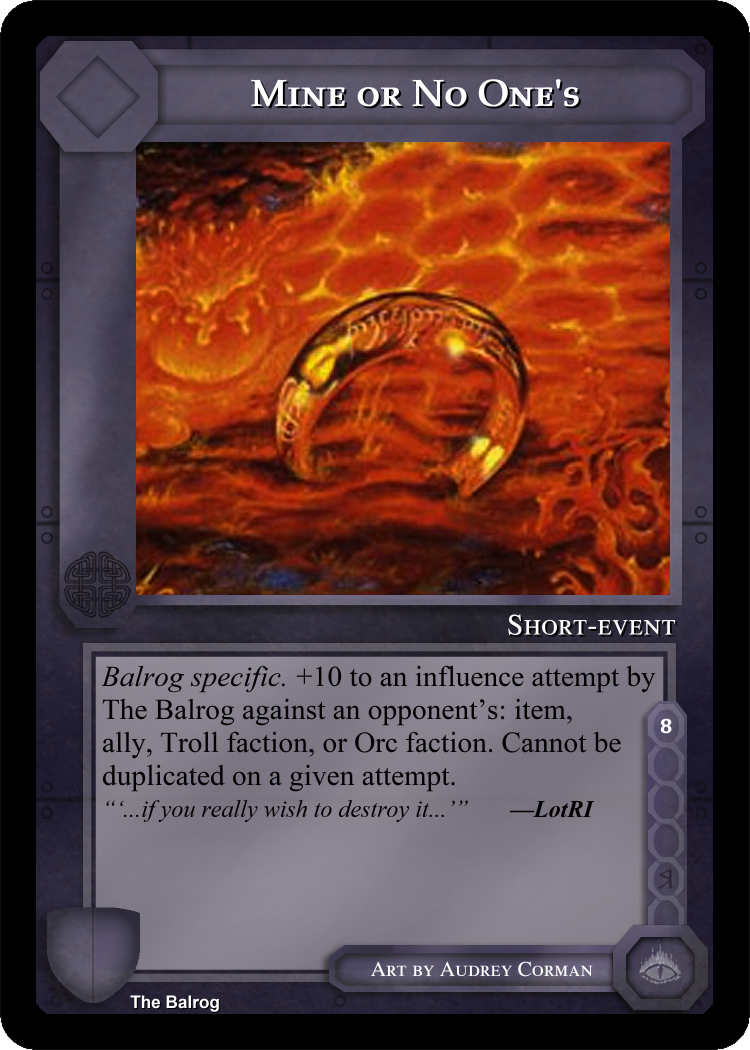 Mine or No One's
Short-event
Balrog specific. +10 to an influence attempt by
The Balrog against an opponent’s: item,
ally, Troll faction, or Orc faction. Cannot be
duplicated on a given attempt.
“‘...if you really wish to destroy it...’” —LotRI
8
Art by Audrey Corman
The Balrog